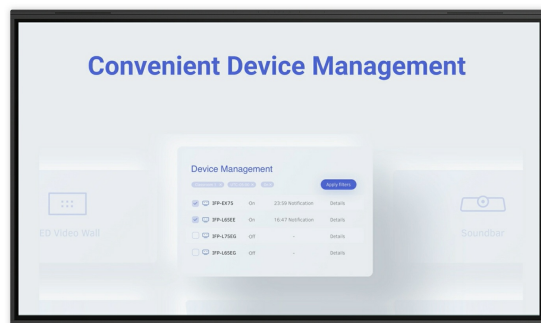 Convenient Device Management
Device Management
Apply Filters
IFP-EX75 On 23:59 Notification Details
IFP-L65EE On 16:47 Notification Details
IFP-L75EG Off - Details
IFP-L65EG Off - Details
ED Video Wall
Soundbar